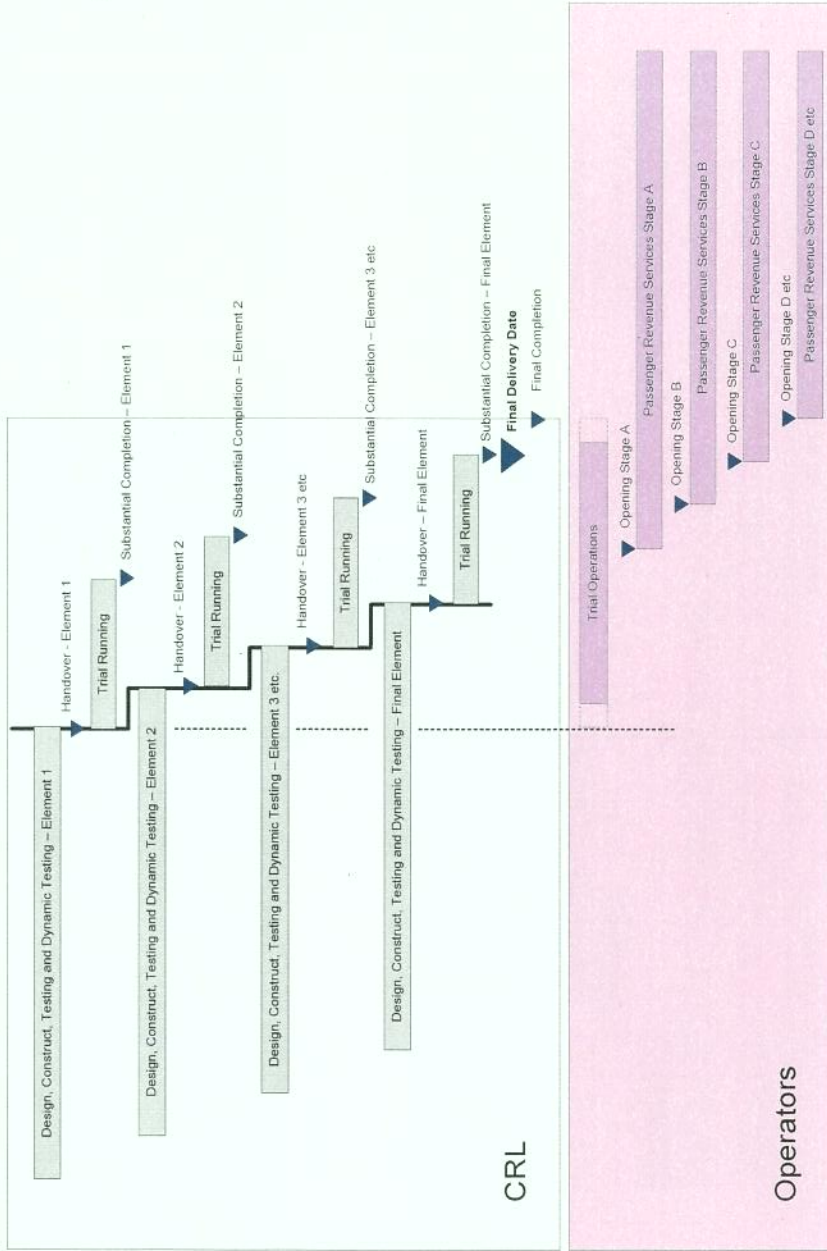 Design, Construct, Testing and Dynamic Testing – Element 1
Handover - Element 1
Trial Running
Substantial Completion – Element 1
Design, Construct, Testing and Dynamic Testing – Element 2
Handover - Element 2
Trial Running
Substantial Completion – Element 2
Design, Construct, Testing and Dynamic Testing – Element 3 etc.
Handover - Element 3 etc
Trial Running
Substantial Completion – Element 3 etc
Design, Construct, Testing and Dynamic Testing – Final Element
Handover – Final Element
Trial Running
Substantial Completion – Final Element
Final Delivery Date
Final Completion
CRL
Trial Operations
Opening Stage A
Passenger Revenue Services Stage A
Opening Stage B
Passenger Revenue Services Stage B
Opening Stage C
Passenger Revenue Services Stage C
Opening Stage D etc
Passenger Revenue Services Stage D etc
Operators